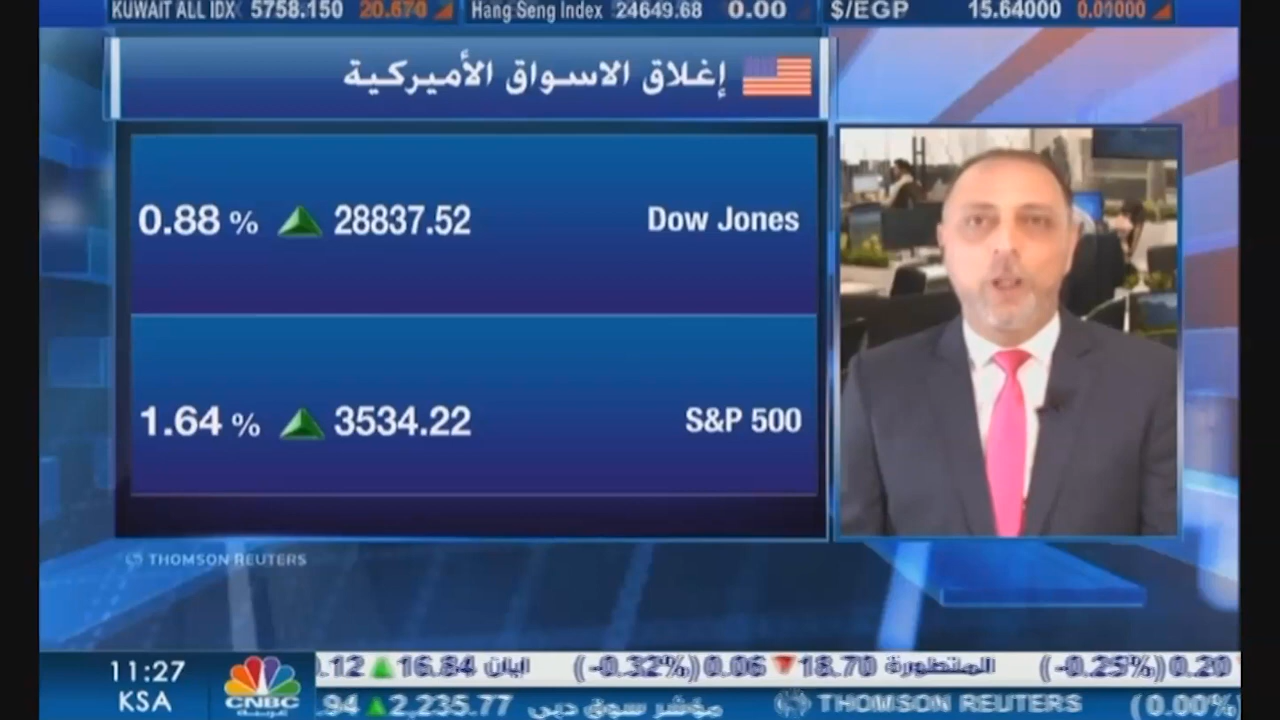 KUWAIT ALL IDX 5758.150 20.670 Hang Seng Index 24649.68 0.00 $/EGP 15.64000 0.01000
إغلاق الاسواق الأميركية
0.88 % 28837.52 Dow Jones
1.64 % 3534.22 S&P 500
THOMSON REUTERS
11:27
KSA
CNBC
عربية
.12 16.84 ابان (-0.32%) 0.06 18.70 المتطورة (-0.25%) 0.20
.94 2,235.77 مؤشر سوق دبي THOMSON REUTERS (0.00%